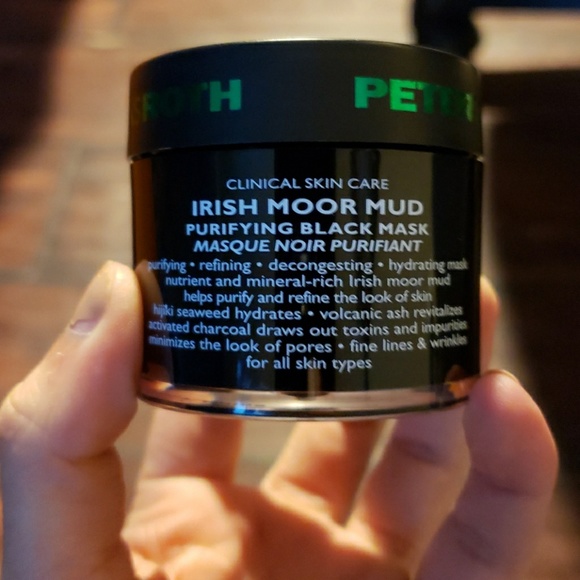 ROTH PETER
CLINICAL SKIN CARE
IRISH MOOR MUD
PURIFYING BLACK MASK
MASQUE NOIR PURIFIANT
purifying • refining • decongesting • hydrating mask
nutrient and mineral-rich Irish moor mud
helps purify and refine the look of skin
hijiki seaweed hydrates • volcanic ash revitalizes
activated charcoal draws out toxins and impurities
minimizes the look of pores • fine lines & wrinkles
for all skin types